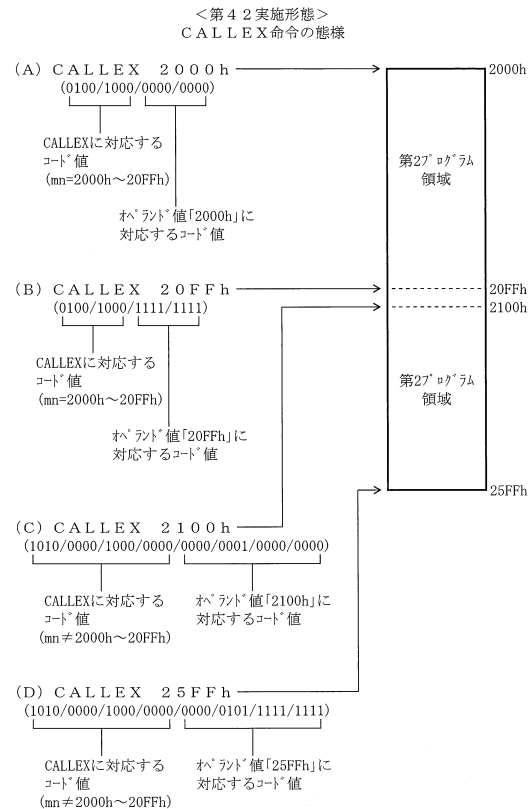 ＜第４２実施形態＞
ＣＡＬＬＥＸ命令の態様
(A) ＣＡＬＬＥＸ　２０００ｈ
2000h
(0100/1000/0000/0000)
CALLEXに対応する
ｺｰﾄﾞ値
(mn=2000h～20FFh)
第2ﾌﾟﾛｸﾞﾗﾑ
領域
ｵﾍﾟﾗﾝﾄﾞ値｢2000h｣に
対応するｺｰﾄﾞ値
(B) ＣＡＬＬＥＸ　２０ＦＦｈ
20FFh
(0100/1000/1111/1111)
2100h
CALLEXに対応する
ｺｰﾄﾞ値
(mn=2000h～20FFh)
第2ﾌﾟﾛｸﾞﾗﾑ
領域
ｵﾍﾟﾗﾝﾄﾞ値｢20FFh｣に
対応するｺｰﾄﾞ値
25FFh
(C) ＣＡＬＬＥＸ　２１００ｈ
(1010/0000/1000/0000/0000/0001/0000/0000)
CALLEXに対応する
ｺｰﾄﾞ値
(mn≠2000h～20FFh)
ｵﾍﾟﾗﾝﾄﾞ値｢2100h｣に
対応するｺｰﾄﾞ値
(D) ＣＡＬＬＥＸ　２５ＦＦｈ
(1010/0000/1000/0000/0000/0101/1111/1111)
CALLEXに対応する
ｺｰﾄﾞ値
(mn≠2000h～20FFh)
ｵﾍﾟﾗﾝﾄﾞ値｢25FFh｣に
対応するｺｰﾄﾞ値